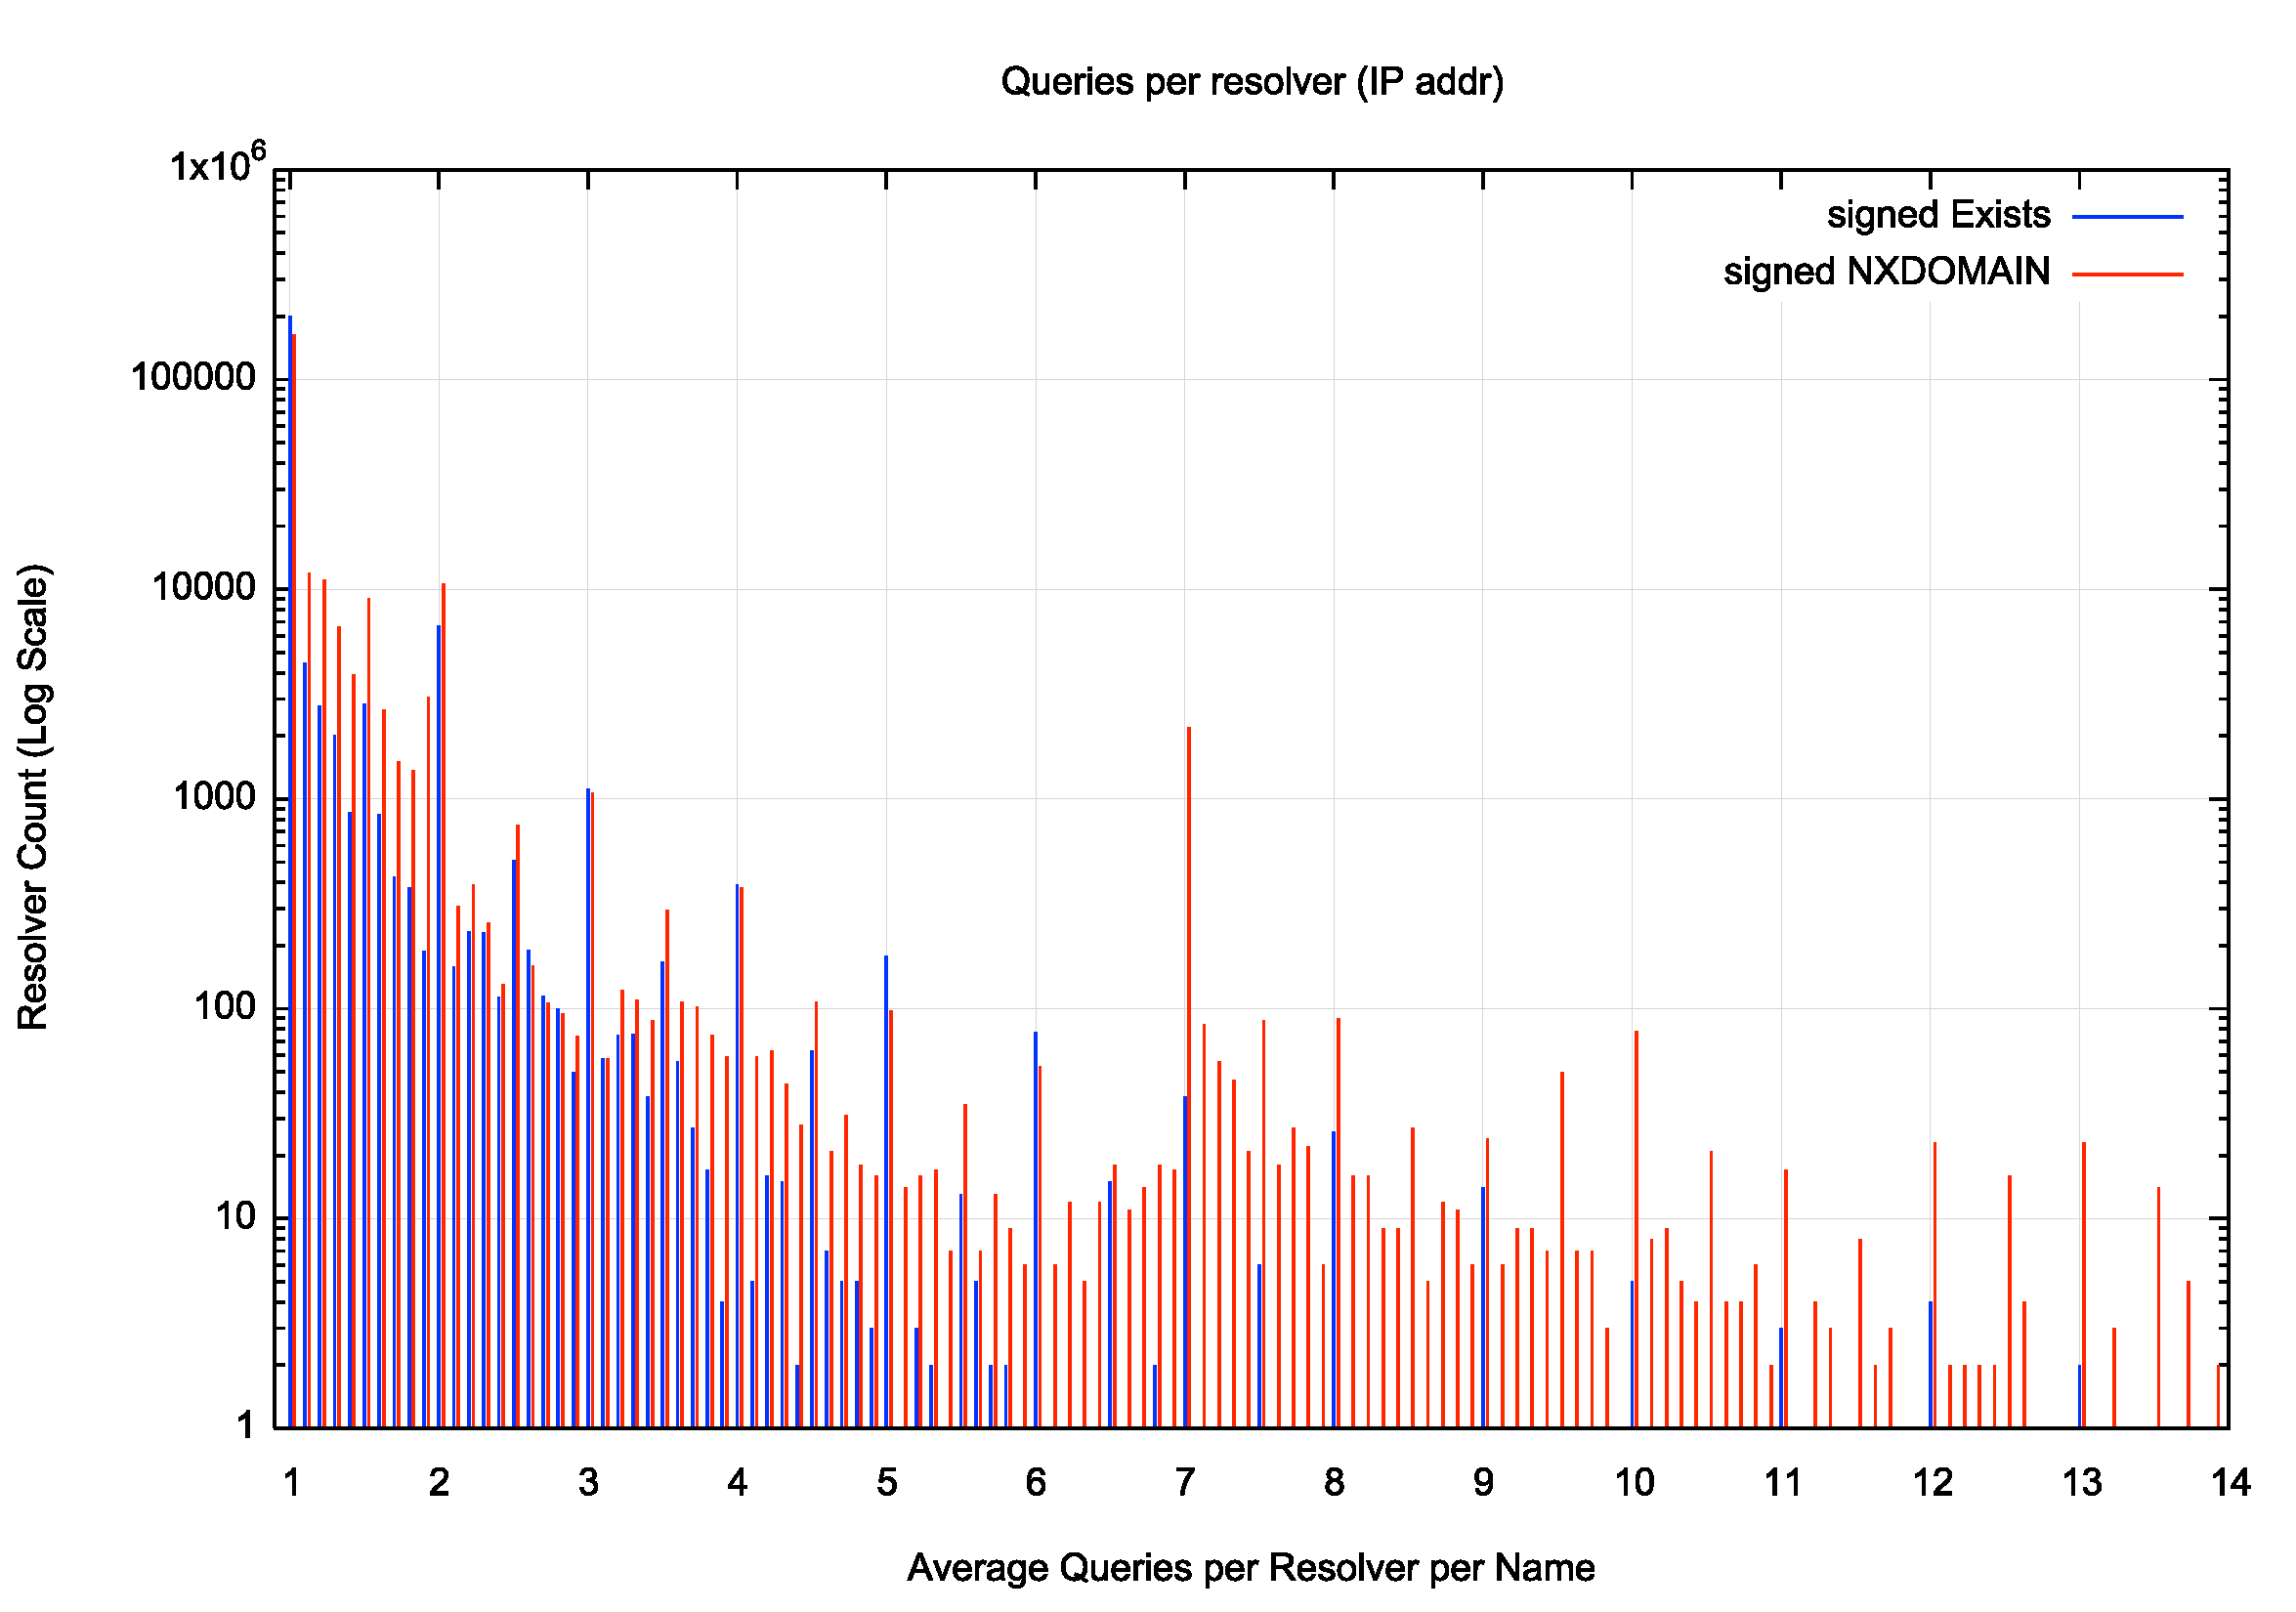 Queries per resolver (IP addr)
1x10^6
signed Exists
signed NXDOMAIN
100000
10000
1000
100
10
1
Resolver Count (Log Scale)
1 2 3 4 5 6 7 8 9 10 11 12 13 14
Average Queries per Resolver per Name